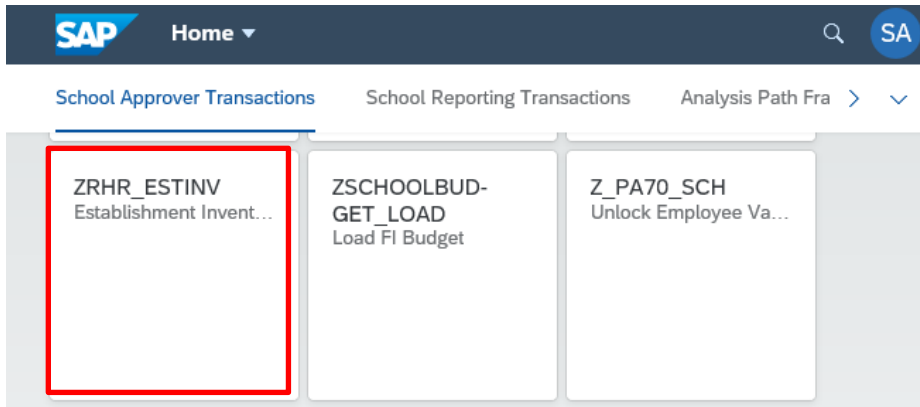 SAP Home SA
School Approver Transactions School Reporting Transactions Analysis Path Fra
ZRHR_ESTINV
Establishment Invent...
ZSCHOOLBUD-
GET_LOAD
Load FI Budget
Z_PA70_SCH
Unlock Employee Va...